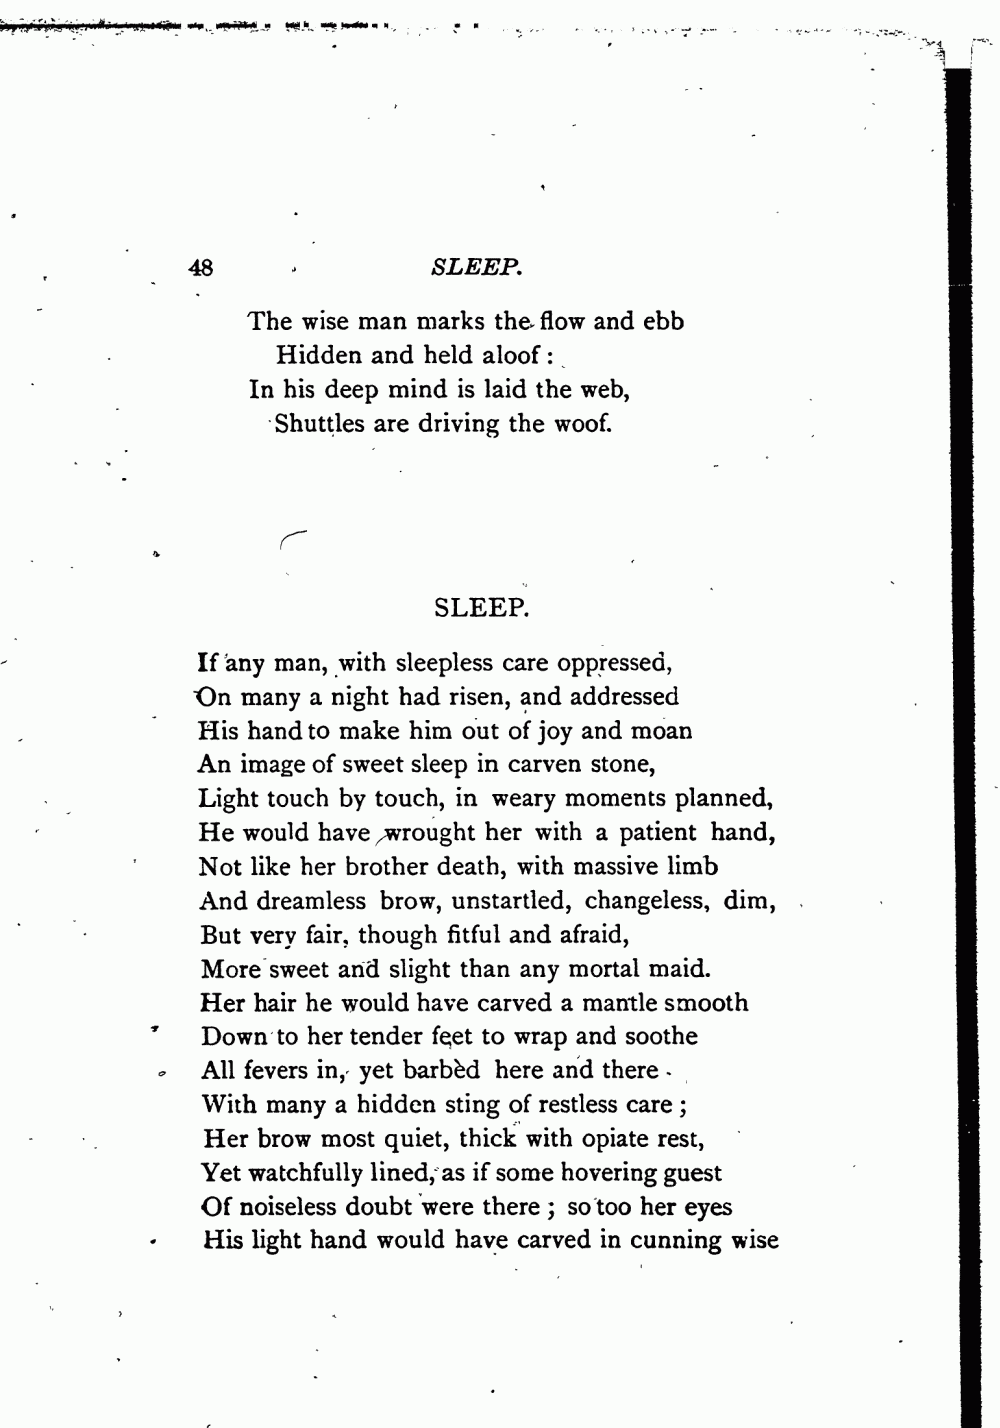 48 SLEEP.
The wise man marks the flow and ebb
Hidden and held aloof :
In his deep mind is laid the web,
Shuttles are driving the woof.
SLEEP.
If any man, with sleepless care oppressed,
On many a night had risen, and addressed
His hand to make him out of joy and moan
An image of sweet sleep in carven stone,
Light touch by touch, in weary moments planned,
He would have wrought her with a patient hand,
Not like her brother death, with massive limb
And dreamless brow, unstartled, changeless, dim,
But very fair, though fitful and afraid,
More sweet and slight than any mortal maid.
Her hair he would have carved a mantle smooth
Down to her tender feet to wrap and soothe
All fevers in, yet barbèd here and there
With many a hidden sting of restless care ;
Her brow most quiet, thick with opiate rest,
Yet watchfully lined, as if some hovering guest
Of noiseless doubt were there ; so too her eyes
His light hand would have carved in cunning wise